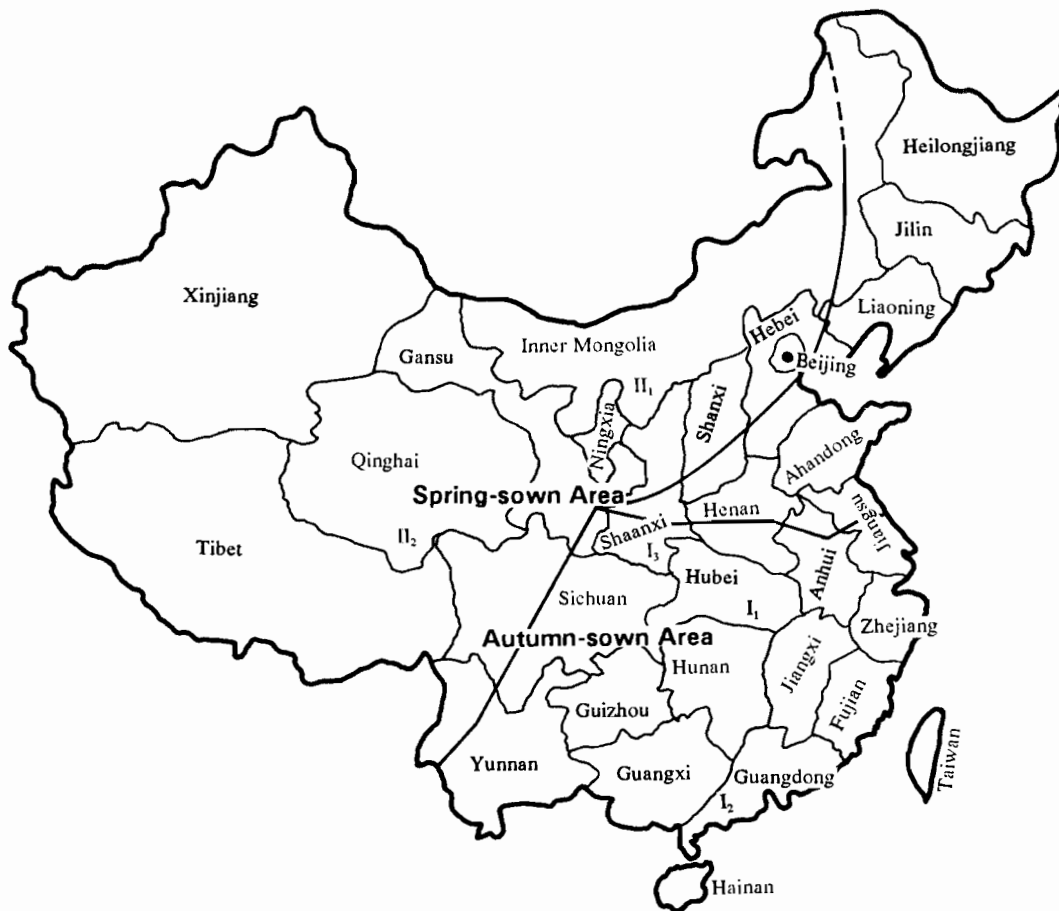 Heilongjiang
Jilin
Xinjiang
Liaoning
Hebei
Inner Mongolia
Gansu
Beijing
II₁
Shanxi
Ningxia
Ahandong
Qinghai
Spring-sown Area
Henan
Jiangsu
Shaanxi
II₂
Tibet
I₃
Hubei
Anhui
Sichuan
I₁
Zhejiang
Autumn-sown Area
Hunan
Jiangxi
Fujian
Guizhou
Taiwan
Yunnan
Guangxi
Guangdong
I₂
Hainan